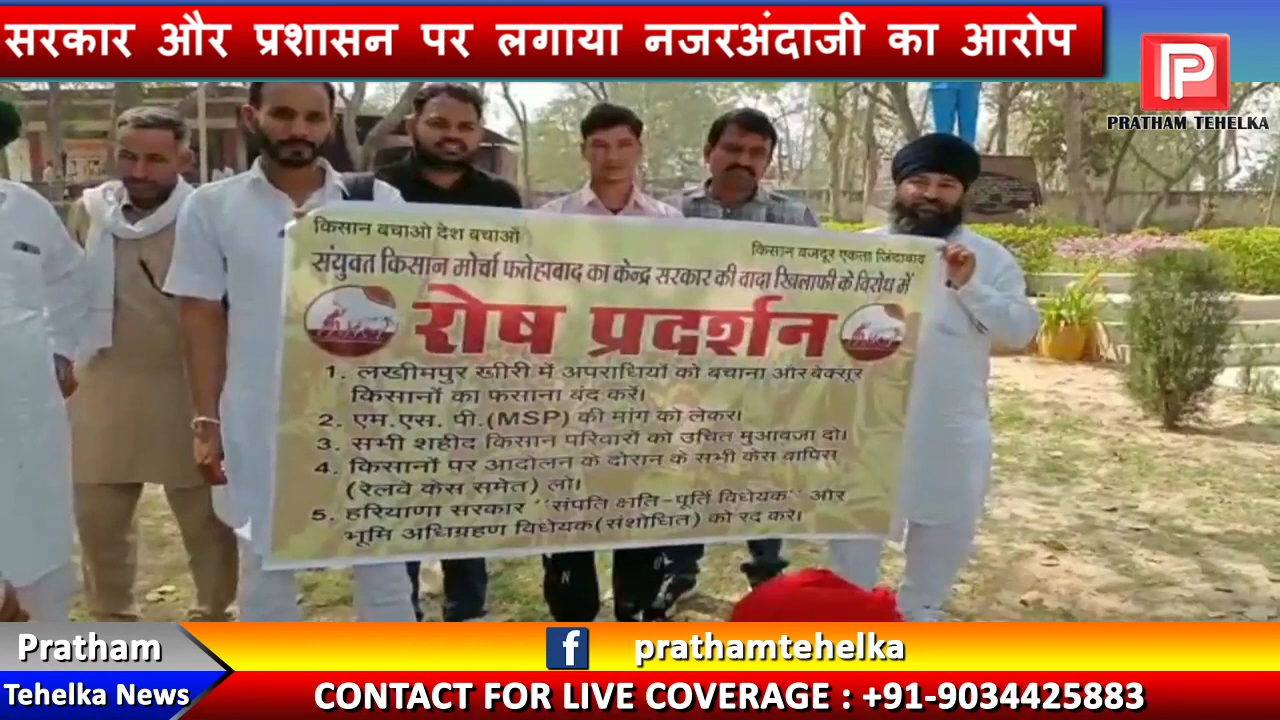 सरकार और प्रशासन पर लगाया नजरअंदाजी का आरोप
P
PRATHAM TEHELKA
किसान बचाओ देश बचाओं
किसान बजदूर एकता जिंदाबाद
संयुक्त किसान मोर्चा फतेहाबाद का केन्द्र सरकार की वादा खिलाफी के विरोध में
रोष प्रदर्शन
1. लखीमपुर खीरी में अपराधियों को बचाना और बेक्सूर
किसानों का फसाना बंद करें।
2. एम.एस. पी.(MSP) की मांग को लेकर।
3. सभी शहीद किसान परिवारों को उचित मुआवजा दो।
4. किसानों पर आदोलन के दौरान के सभी केस वापिस
(रेलवे केस समेत) लो।
5. हरियाणा सरकार "संपति क्षति-पूर्ति विधेयक" और
भूमि अधिग्रहण विधेयक(संशोधित) को रद करे।
Pratham
Tehelka News
f prathamtehelka
CONTACT FOR LIVE COVERAGE : +91-9034425883